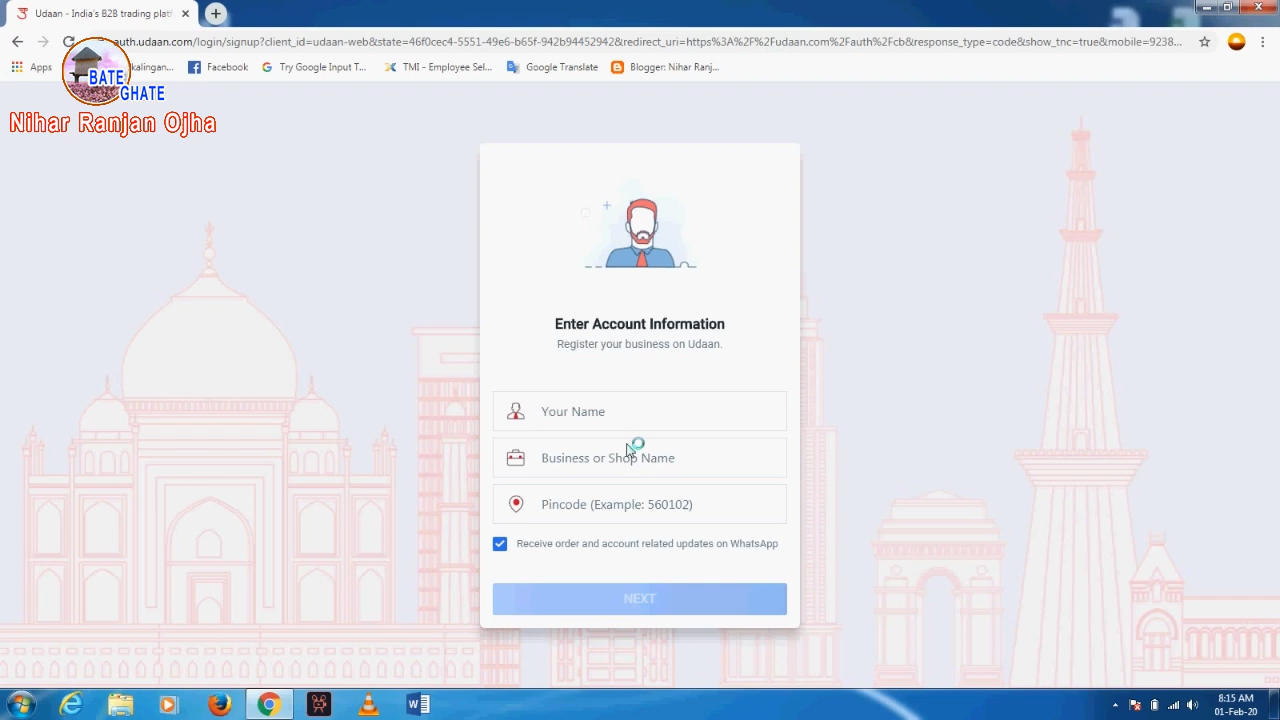 Udaan - India's B2B trading platf
auth.udaan.com/login/signup?client_id=udaan-web&state=46f0cec4-5551-49e6-b65f-942b94452942&redirect_uri=https%3A%2F%2Fudaan.com%2Fauth%2Fcb&response_type=code&show_tnc=true&mobile=9238...
Apps
kalingan...
Facebook
Try Google Input T...
TMI - Employee Sel...
Google Translate
Blogger: Nihar Ranj...
BATE
GHATE
Nihar Ranjan Ojha
Enter Account Information
Register your business on Udaan.
Your Name
Business or Shop Name
Pincode (Example: 560102)
Receive order and account related updates on WhatsApp
NEXT
8:15 AM
01-Feb-20